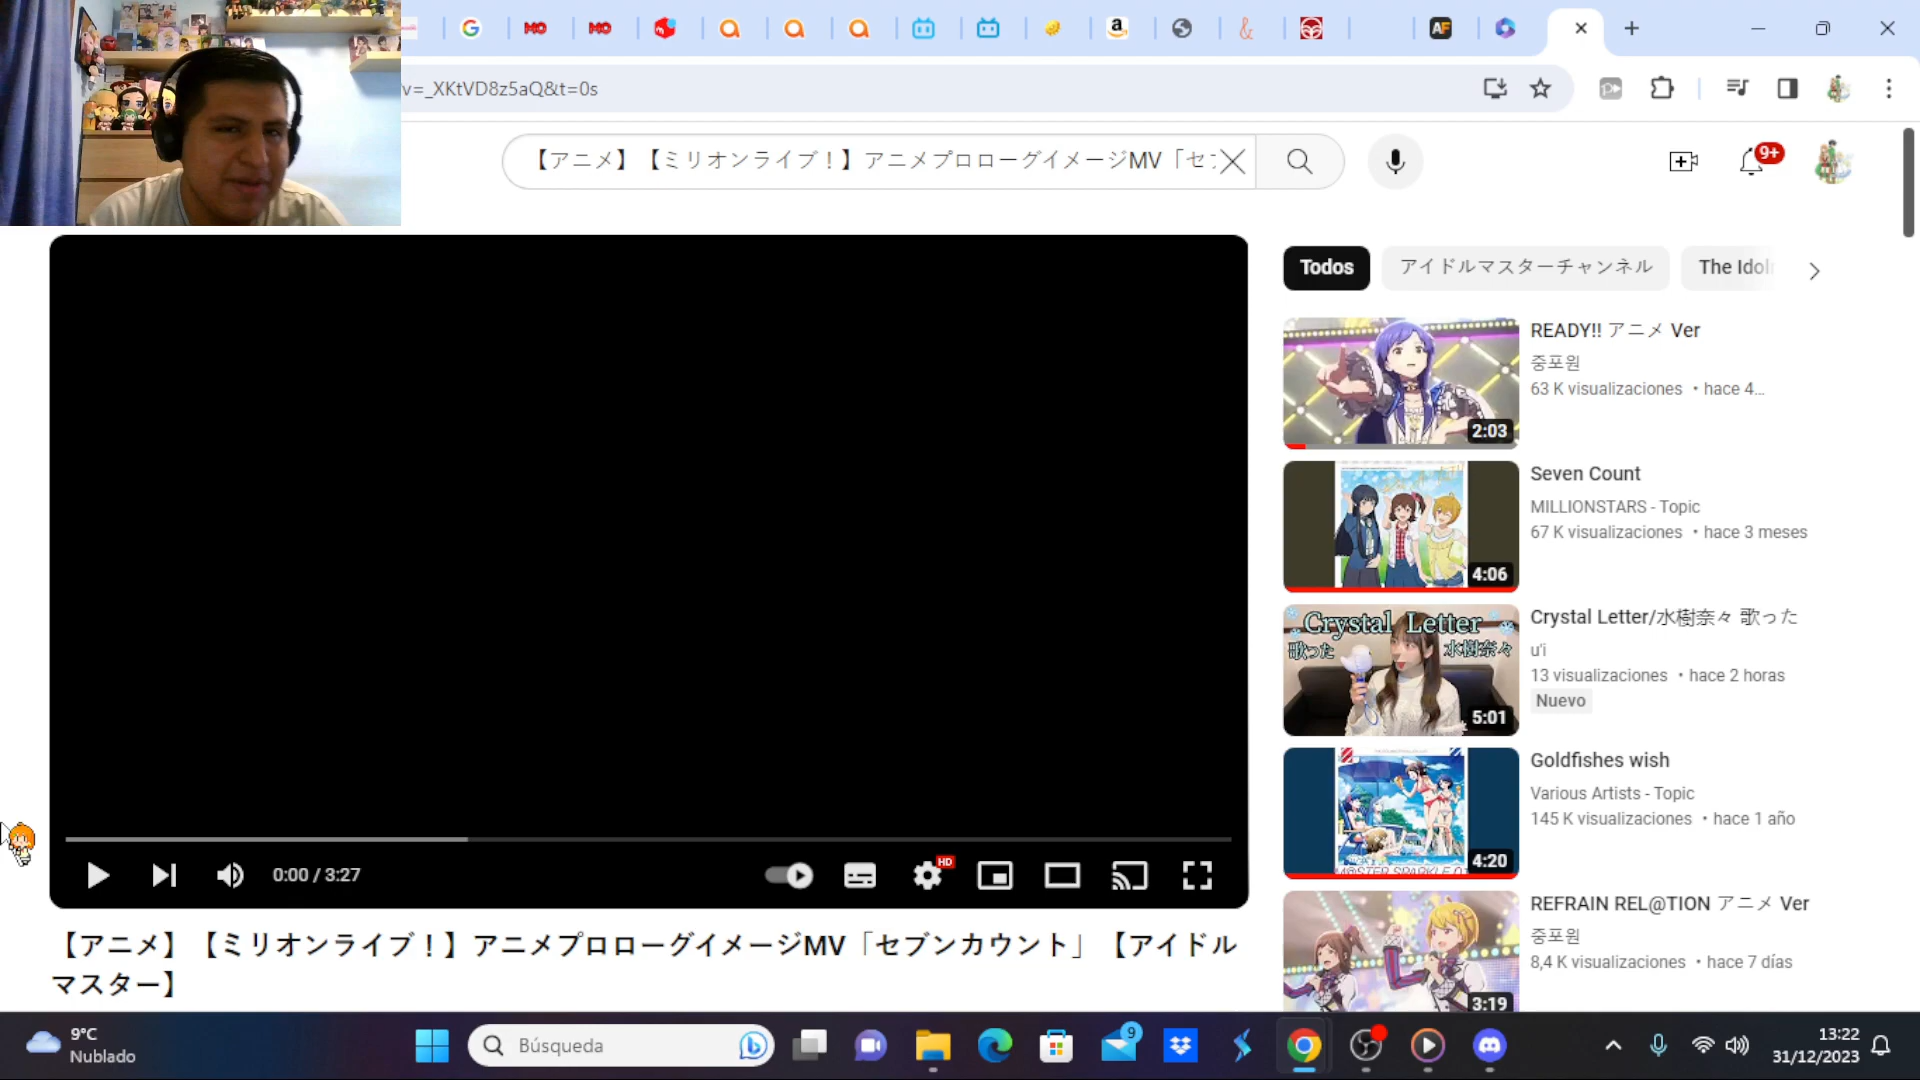 v=_XKtVD8z5aQ&t=0s
【アニメ】【ミリオンライブ！】アニメプロローグイメージMV「セブ
9+
Todos
アイドルマスターチャンネル
The Idol
READY!! アニメ Ver
중포원
63 K visualizaciones • hace 4...
2:03
Seven Count
MILLIONSTARS - Topic
67 K visualizaciones • hace 3 meses
4:06
Crystal Letter
歌った
水樹奈々
5:01
Crystal Letter/水樹奈々 歌った
u'i
13 visualizaciones • hace 2 horas
Nuevo
Goldfishes wish
Various Artists - Topic
145 K visualizaciones • hace 1 año
4:20
REFRAIN REL@TION アニメ Ver
중포원
8,4 K visualizaciones • hace 7 días
3:19
0:00 / 3:27
HD
【アニメ】【ミリオンライブ！】アニメプロローグイメージMV「セブンカウント」【アイドル
マスター】
9°C
Nublado
Búsqueda
9
13:22
31/12/2023